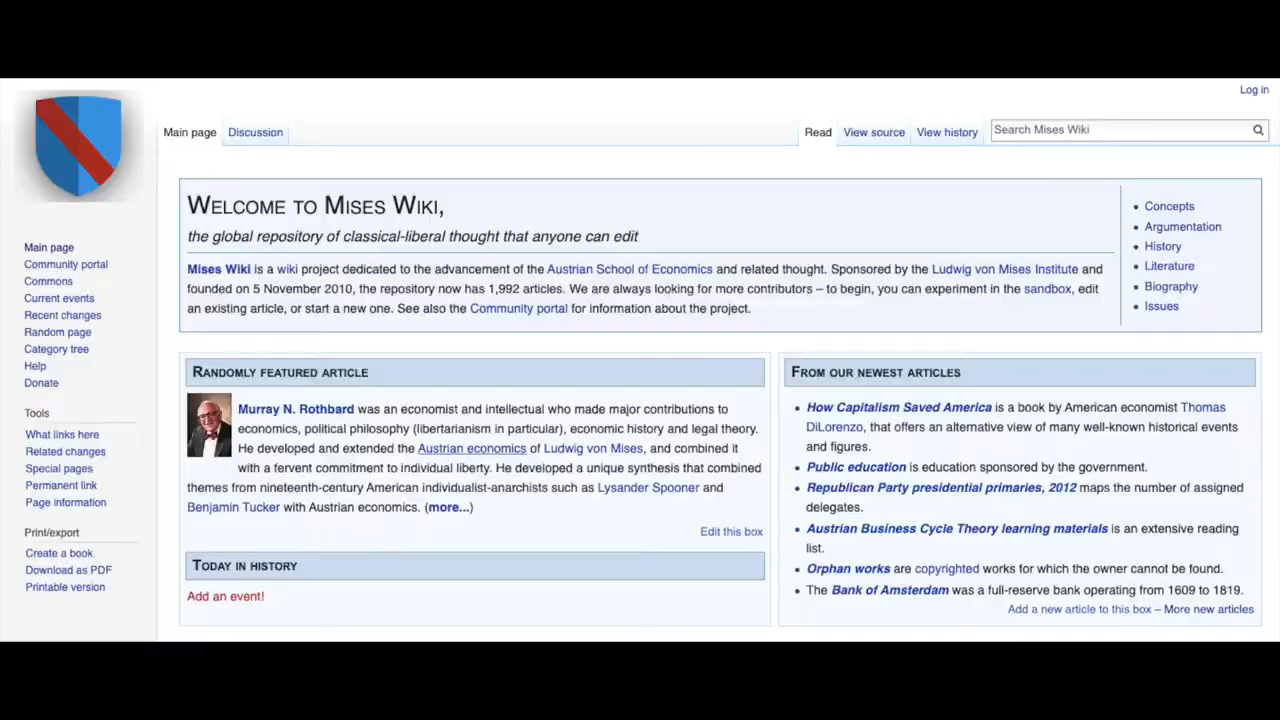 Log in
Main page
Discussion
Read
View source
View history
Search Mises Wiki
Main page
Community portal
Commons
Current events
Recent changes
Random page
Category tree
Help
Donate
Tools
What links here
Related changes
Special pages
Permanent link
Page information
Print/export
Create a book
Download as PDF
Printable version
WELCOME TO MISES WIKI,
the global repository of classical-liberal thought that anyone can edit
Mises Wiki is a wiki project dedicated to the advancement of the Austrian School of Economics and related thought. Sponsored by the Ludwig von Mises Institute and
founded on 5 November 2010, the repository now has 1,992 articles. We are always looking for more contributors – to begin, you can experiment in the sandbox, edit
an existing article, or start a new one. See also the Community portal for information about the project.
Concepts
Argumentation
History
Literature
Biography
Issues
RANDOMLY FEATURED ARTICLE
Murray N. Rothbard was an economist and intellectual who made major contributions to
economics, political philosophy (libertarianism in particular), economic history and legal theory.
He developed and extended the Austrian economics of Ludwig von Mises, and combined it
with a fervent commitment to individual liberty. He developed a unique synthesis that combined
themes from nineteenth-century American individualist-anarchists such as Lysander Spooner and
Benjamin Tucker with Austrian economics. (more...)
Edit this box
TODAY IN HISTORY
Add an event!
FROM OUR NEWEST ARTICLES
How Capitalism Saved America is a book by American economist Thomas
DiLorenzo, that offers an alternative view of many well-known historical events
and figures.
Public education is education sponsored by the government.
Republican Party presidential primaries, 2012 maps the number of assigned
delegates.
Austrian Business Cycle Theory learning materials is an extensive reading
list.
Orphan works are copyrighted works for which the owner cannot be found.
The Bank of Amsterdam was a full-reserve bank operating from 1609 to 1819.
Add a new article to this box – More new articles